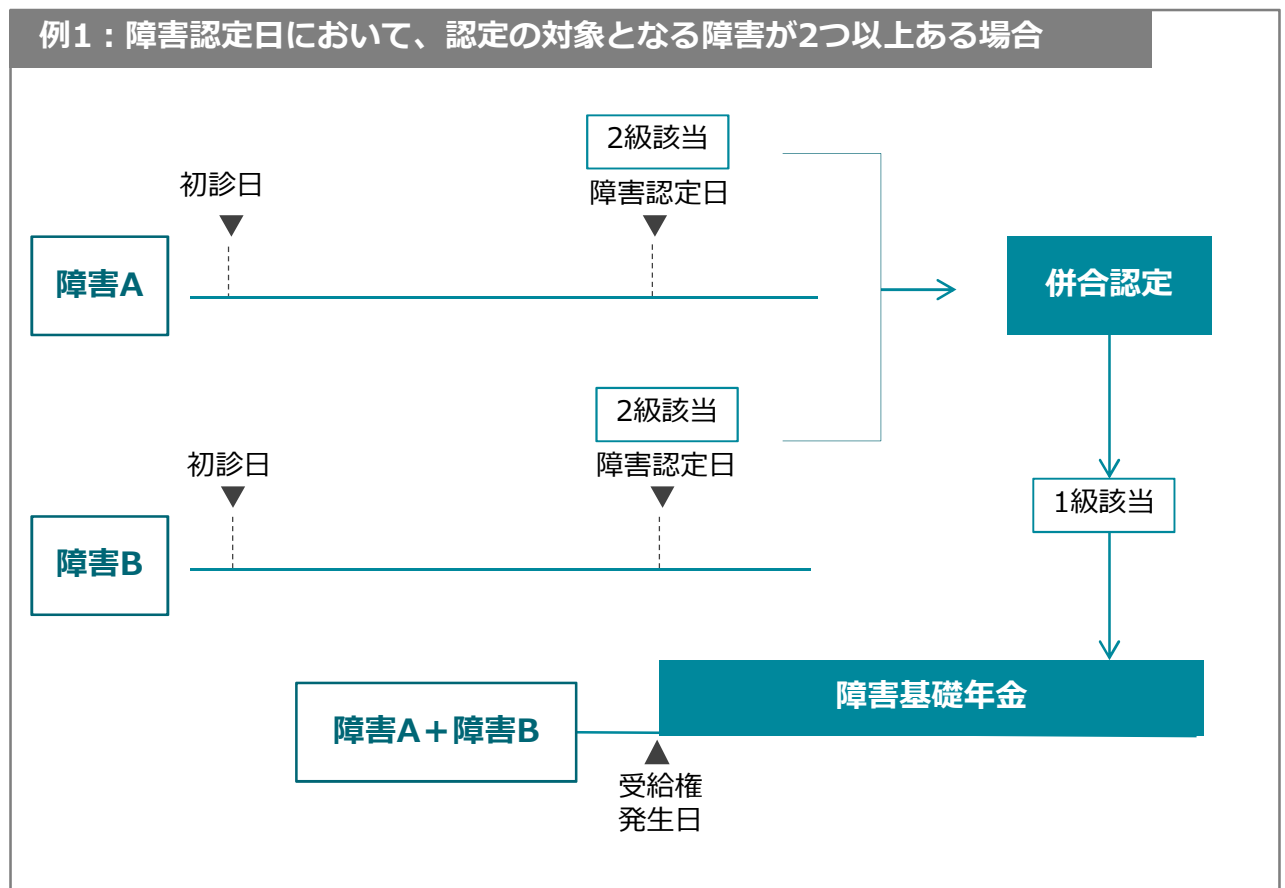 例1：障害認定日において、認定の対象となる障害が2つ以上ある場合
2級該当
初診日
障害認定日
障害A
併合認定
2級該当
初診日
障害認定日
1級該当
障害B
障害基礎年金
障害A＋障害B
受給権
発生日